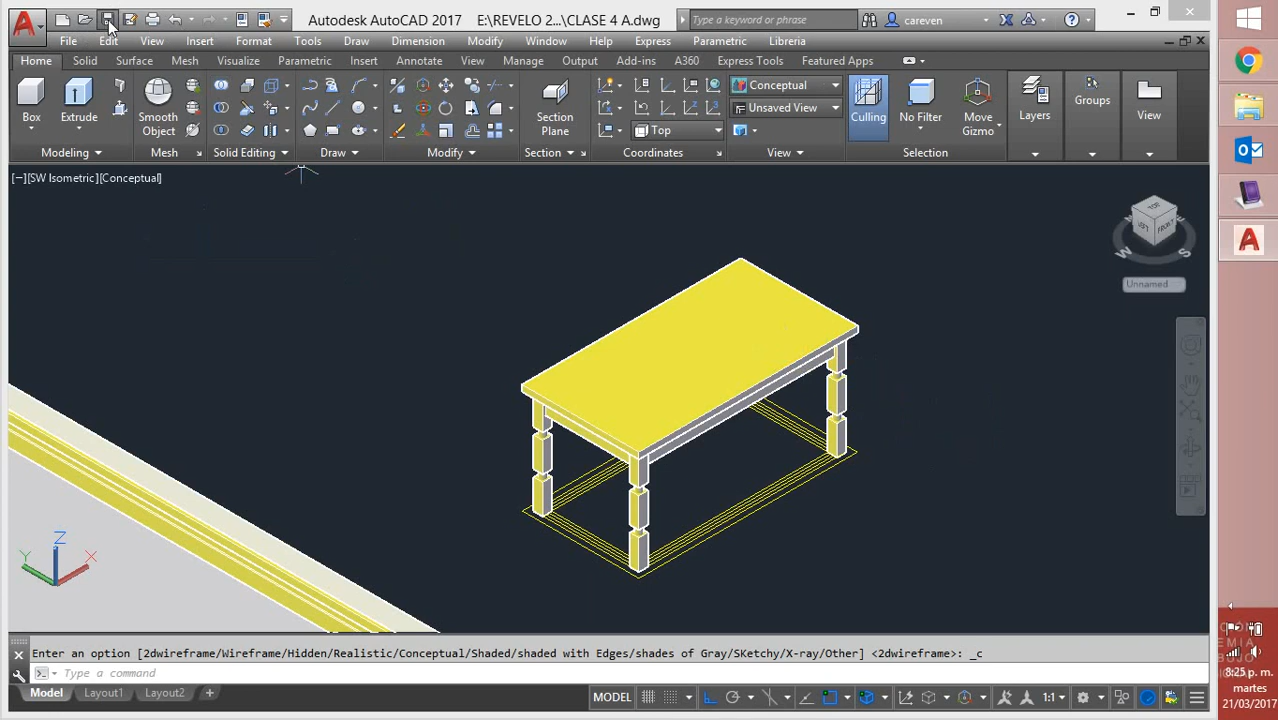 Autodesk AutoCAD 2017 E:\REVELO 2...\CLASE 4 A.dwg Type a keyword or phrase careven
File Edit View Insert Format Tools Draw Dimension Modify Window Help Express Parametric Libreria
Home Solid Surface Mesh Visualize Parametric Insert Annotate View Manage Output Add-ins A360 Express Tools Featured Apps
Conceptual
Unsaved View
Top
Box Extrude Smooth Object Section Plane Culling No Filter Move Gizmo Layers Groups View
Modeling Mesh Solid Editing Draw Modify Section Coordinates View Selection
[−][SW Isometric][Conceptual]
TOP
LEFT FRONT
W S
Unnamed
Z
Y X
Enter an option [2dwireframe/Wireframe/Hidden/Realistic/Conceptual/Shaded/shaded with Edges/shades of Gray/SKetchy/X-ray/Other] <2dwireframe>: _c
Type a command
Model Layout1 Layout2 +
MODEL 1:1
8:25 p. m.
martes
21/03/2017